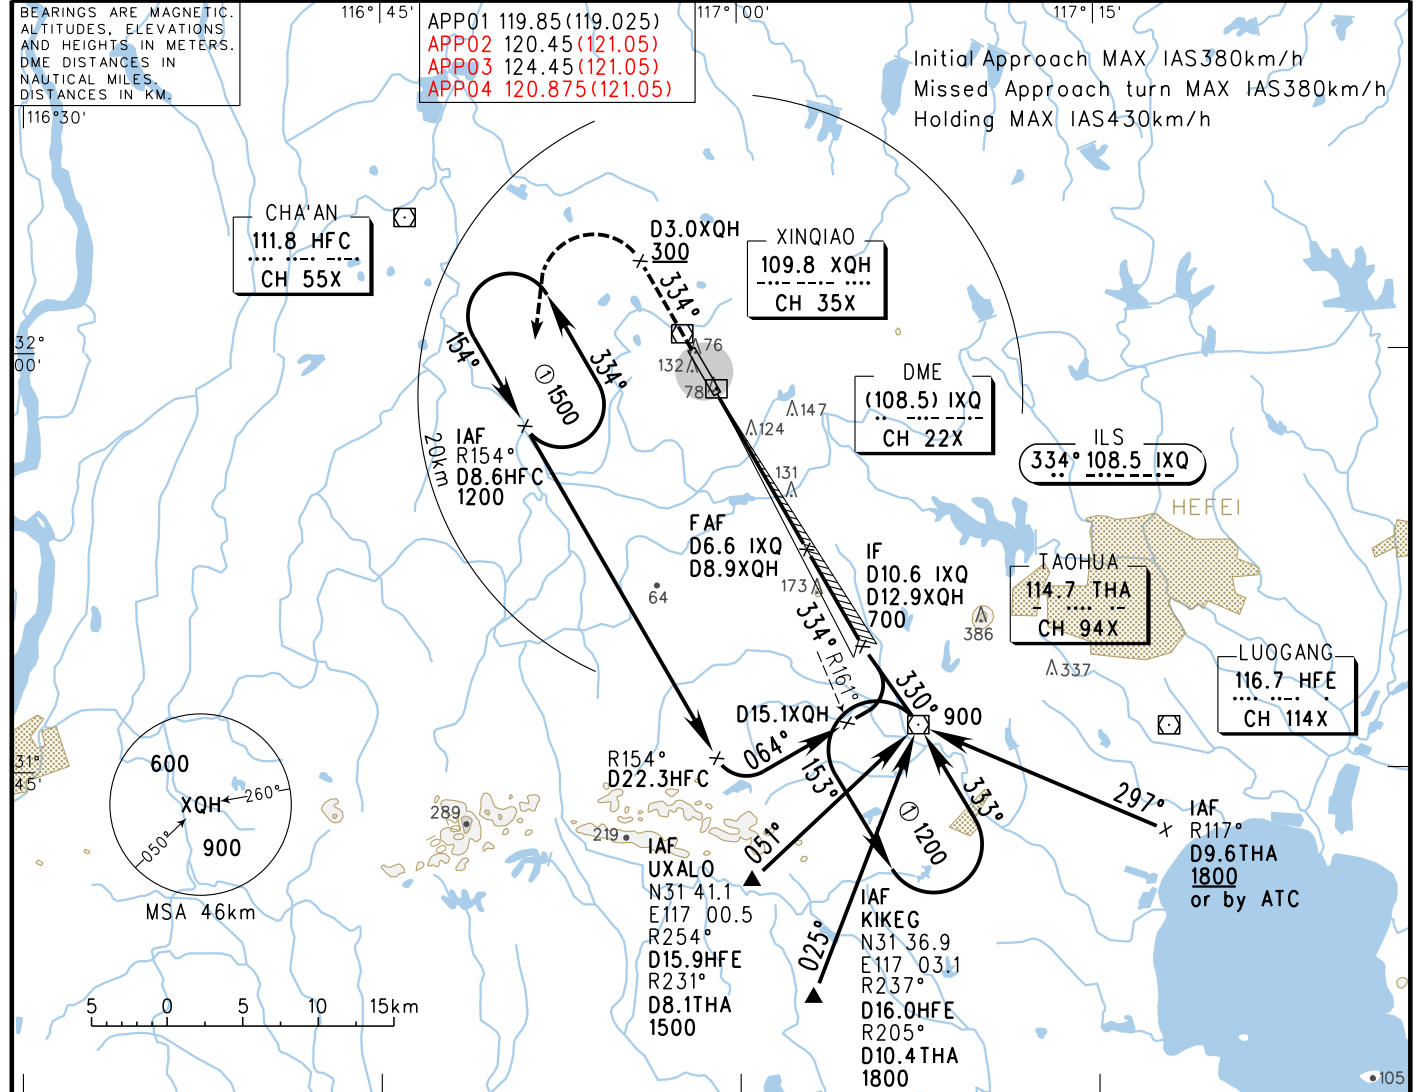 BEARINGS ARE MAGNETIC.
ALTITUDES, ELEVATIONS
AND HEIGHTS IN METERS.
DME DISTANCES IN
NAUTICAL MILES.
DISTANCES IN KM.
116°45'
117°00'
117°15'
116°30'
APP01 119.85(119.025)
APP02 120.45(121.05)
APP03 124.45(121.05)
APP04 120.875(121.05)
Initial Approach MAX IAS380km/h
Missed Approach turn MAX IAS380km/h
Holding MAX IAS430km/h
CHA'AN
111.8 HFC
CH 55X
D3.0XQH
300
334°
XINQIAO
109.8 XQH
CH 35X
32°
00'
154°
334°
① 1500
76
132
78
147
124
131
DME
(108.5) IXQ
CH 22X
ILS
334° 108.5 IXQ
HEFEI
20km
IAF
R154°
D8.6HFC
1200
FAF
D6.6 IXQ
D8.9XQH
64
173
334°
IF
D10.6 IXQ
D12.9XQH
700
TAOHUA
114.7 THA
CH 94X
386
337
LUOGANG
116.7 HFE
CH 114X
R161°
330°
900
D15.1XQH
064°
R154°
D22.3HFC
153°
333°
① 1200
297°
31°
45'
600
XQH
260°
050°
900
MSA 46km
289
219
051°
025°
IAF
R117°
D9.6THA
1800
or by ATC
IAF
UXALO
N31 41.1
E117 00.5
R254°
D15.9HFE
R231°
D8.1THA
1500
IAF
KIKEG
N31 36.9
E117 03.1
R237°
D16.0HFE
R205°
D10.4THA
1800
5 0 5 10 15km
105